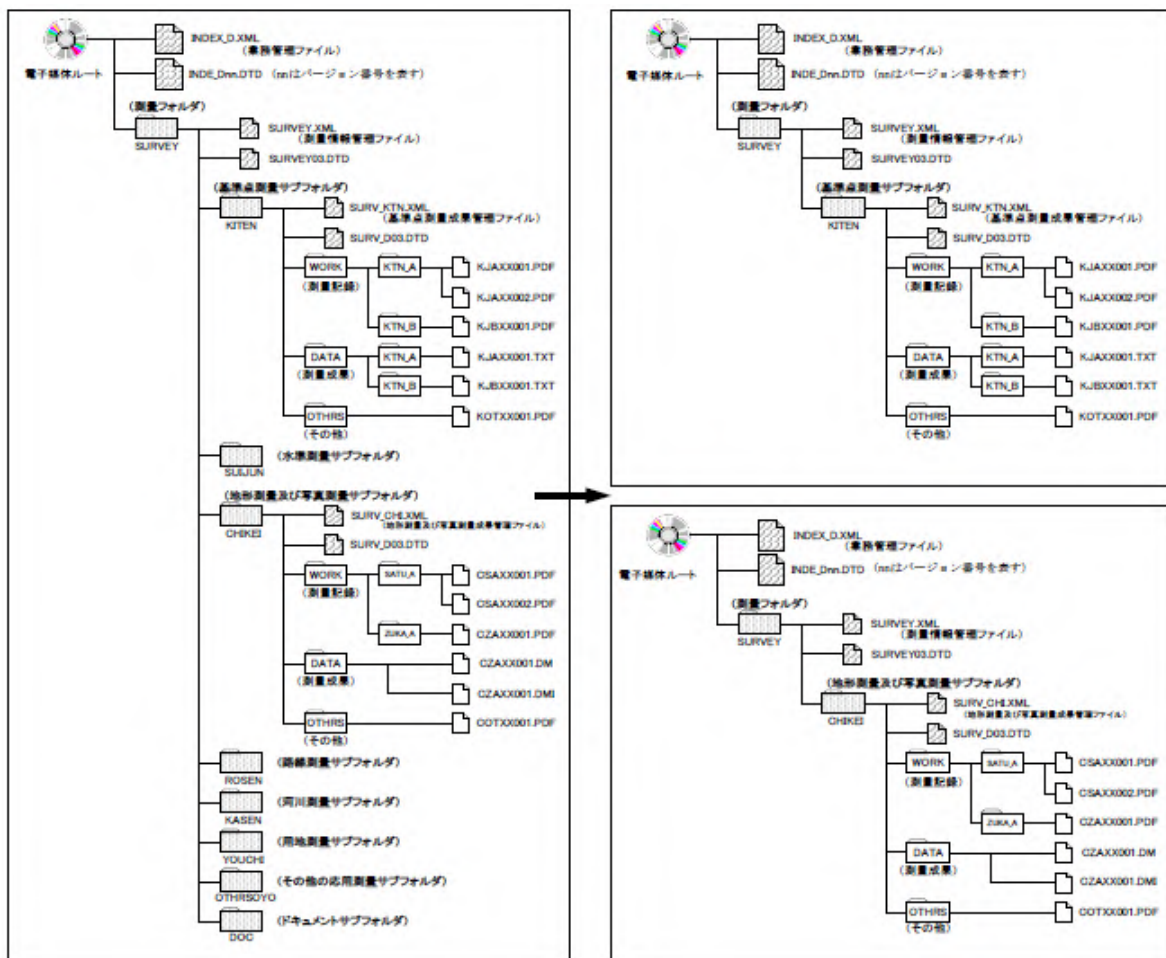 電子媒体ルート
INDEX_D.XML
(業務管理ファイル)
INDE_Dnn.DTD (nnはバージョン番号を表す)
(測量フォルダ)
SURVEY
SURVEY.XML
(測量情報管理ファイル)
SURVEY03.DTD
(基準点測量サブフォルダ)
KITEN
SURV_KTN.XML
(基準点測量成果管理ファイル)
SURV_D03.DTD
WORK
(測量記録)
KTN_A
KJAXX001.PDF
KJAXX002.PDF
KTN_B
KJBXX001.PDF
DATA
(測量成果)
KTN_A
KJAXX001.TXT
KTN_B
KJBXX001.TXT
OTHRS
(その他)
KOTXX001.PDF
SUIJUN
(水準測量サブフォルダ)
(地形測量及び写真測量サブフォルダ)
CHIKEI
SURV_CHI.XML
(地形測量及び写真測量成果管理ファイル)
SURV_D03.DTD
WORK
(測量記録)
SATU_A
CSAXX001.PDF
CSAXX002.PDF
ZUKA_A
CZAXX001.PDF
DATA
(測量成果)
CZAXX001.DM
CZAXX001.DMI
OTHRS
(その他)
COTXX001.PDF
(路線測量サブフォルダ)
ROSEN
(河川測量サブフォルダ)
KASEN
(用地測量サブフォルダ)
YOUCHI
(その他の応用測量サブフォルダ)
OTHRSOYO
(ドキュメントサブフォルダ)
DOC
電子媒体ルート
INDEX_D.XML
(業務管理ファイル)
INDE_Dnn.DTD (nnはバージョン番号を表す)
(測量フォルダ)
SURVEY
SURVEY.XML
(測量情報管理ファイル)
SURVEY03.DTD
(基準点測量サブフォルダ)
KITEN
SURV_KTN.XML
(基準点測量成果管理ファイル)
SURV_D03.DTD
WORK
(測量記録)
KTN_A
KJAXX001.PDF
KJAXX002.PDF
KTN_B
KJBXX001.PDF
DATA
(測量成果)
KTN_A
KJAXX001.TXT
KTN_B
KJBXX001.TXT
OTHRS
(その他)
KOTXX001.PDF
電子媒体ルート
INDEX_D.XML
(業務管理ファイル)
INDE_Dnn.DTD (nnはバージョン番号を表す)
(測量フォルダ)
SURVEY
SURVEY.XML
(測量情報管理ファイル)
SURVEY03.DTD
(地形測量及び写真測量サブフォルダ)
CHIKEI
SURV_CHI.XML
(地形測量及び写真測量成果管理ファイル)
SURV_D03.DTD
WORK
(測量記録)
SATU_A
CSAXX001.PDF
CSAXX002.PDF
ZUKA_A
CZAXX001.PDF
DATA
(測量成果)
CZAXX001.DM
CZAXX001.DMI
OTHRS
(その他)
COTXX001.PDF